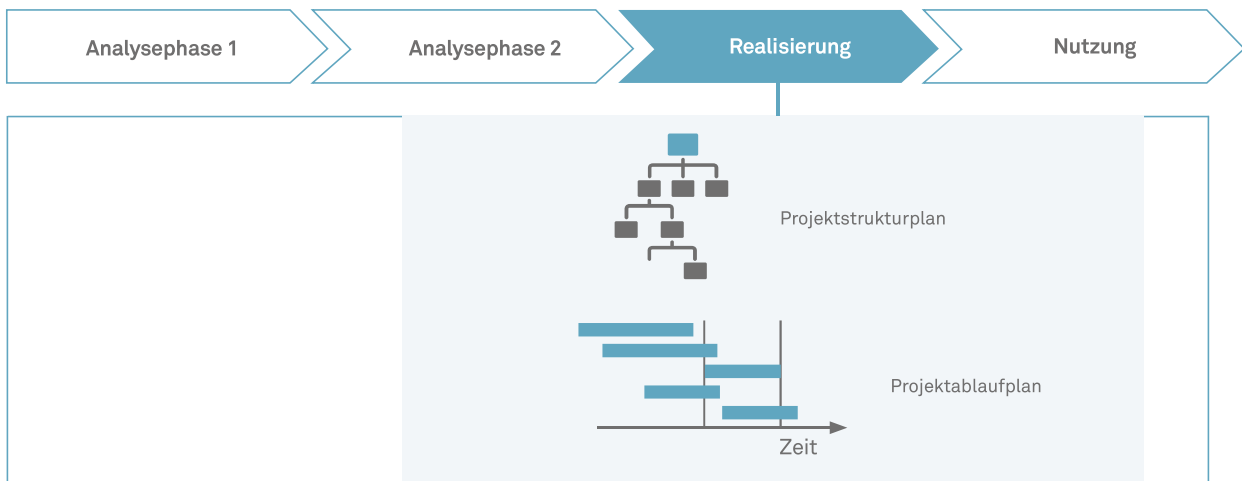 Analysephase 1
Analysephase 2
Realisierung
Nutzung
Projektstrukturplan
Projektablaufplan
Zeit